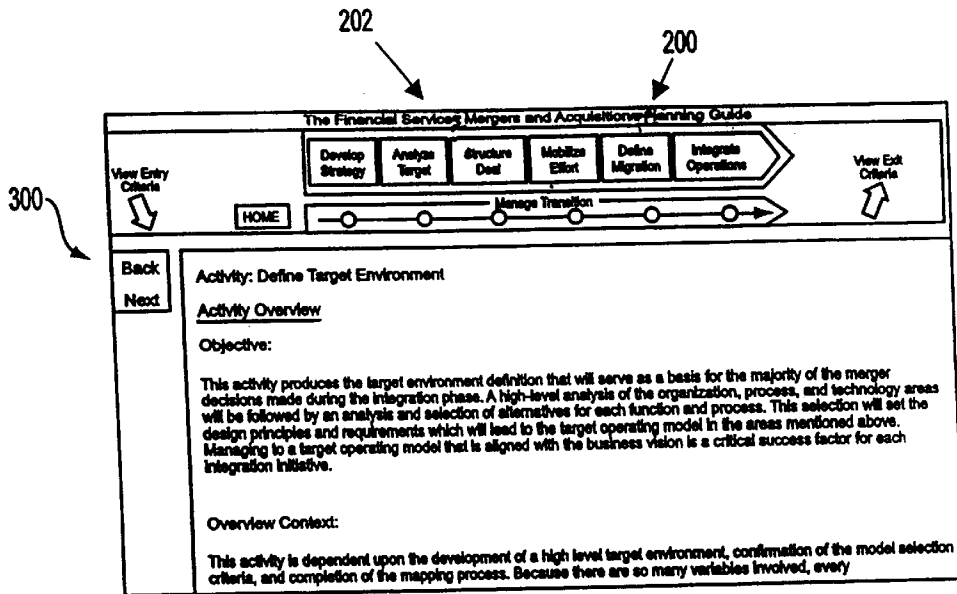 202
200
The Financial Services Mergers and Acquisitions Planning Guide
View Entry
Criteria
Develop
Strategy
Analyze
Target
Structure
Deal
Mobilize
Effort
Define
Migration
Integrate
Operations
View Exit
Criteria
300
HOME
Manage Transition
Back
Next
Activity: Define Target Environment
Activity Overview
Objective:
This activity produces the target environment definition that will serve as a basis for the majority of the merger
decisions made during the integration phase. A high-level analysis of the organization, process, and technology areas
will be followed by an analysis and selection of alternatives for each function and process. This selection will set the
design principles and requirements which will lead to the target operating model in the areas mentioned above.
Managing to a target operating model that is aligned with the business vision is a critical success factor for each
integration initiative.
Overview Context:
This activity is dependent upon the development of a high level target environment, confirmation of the model selection
criteria, and completion of the mapping process. Because there are so many variables involved, every